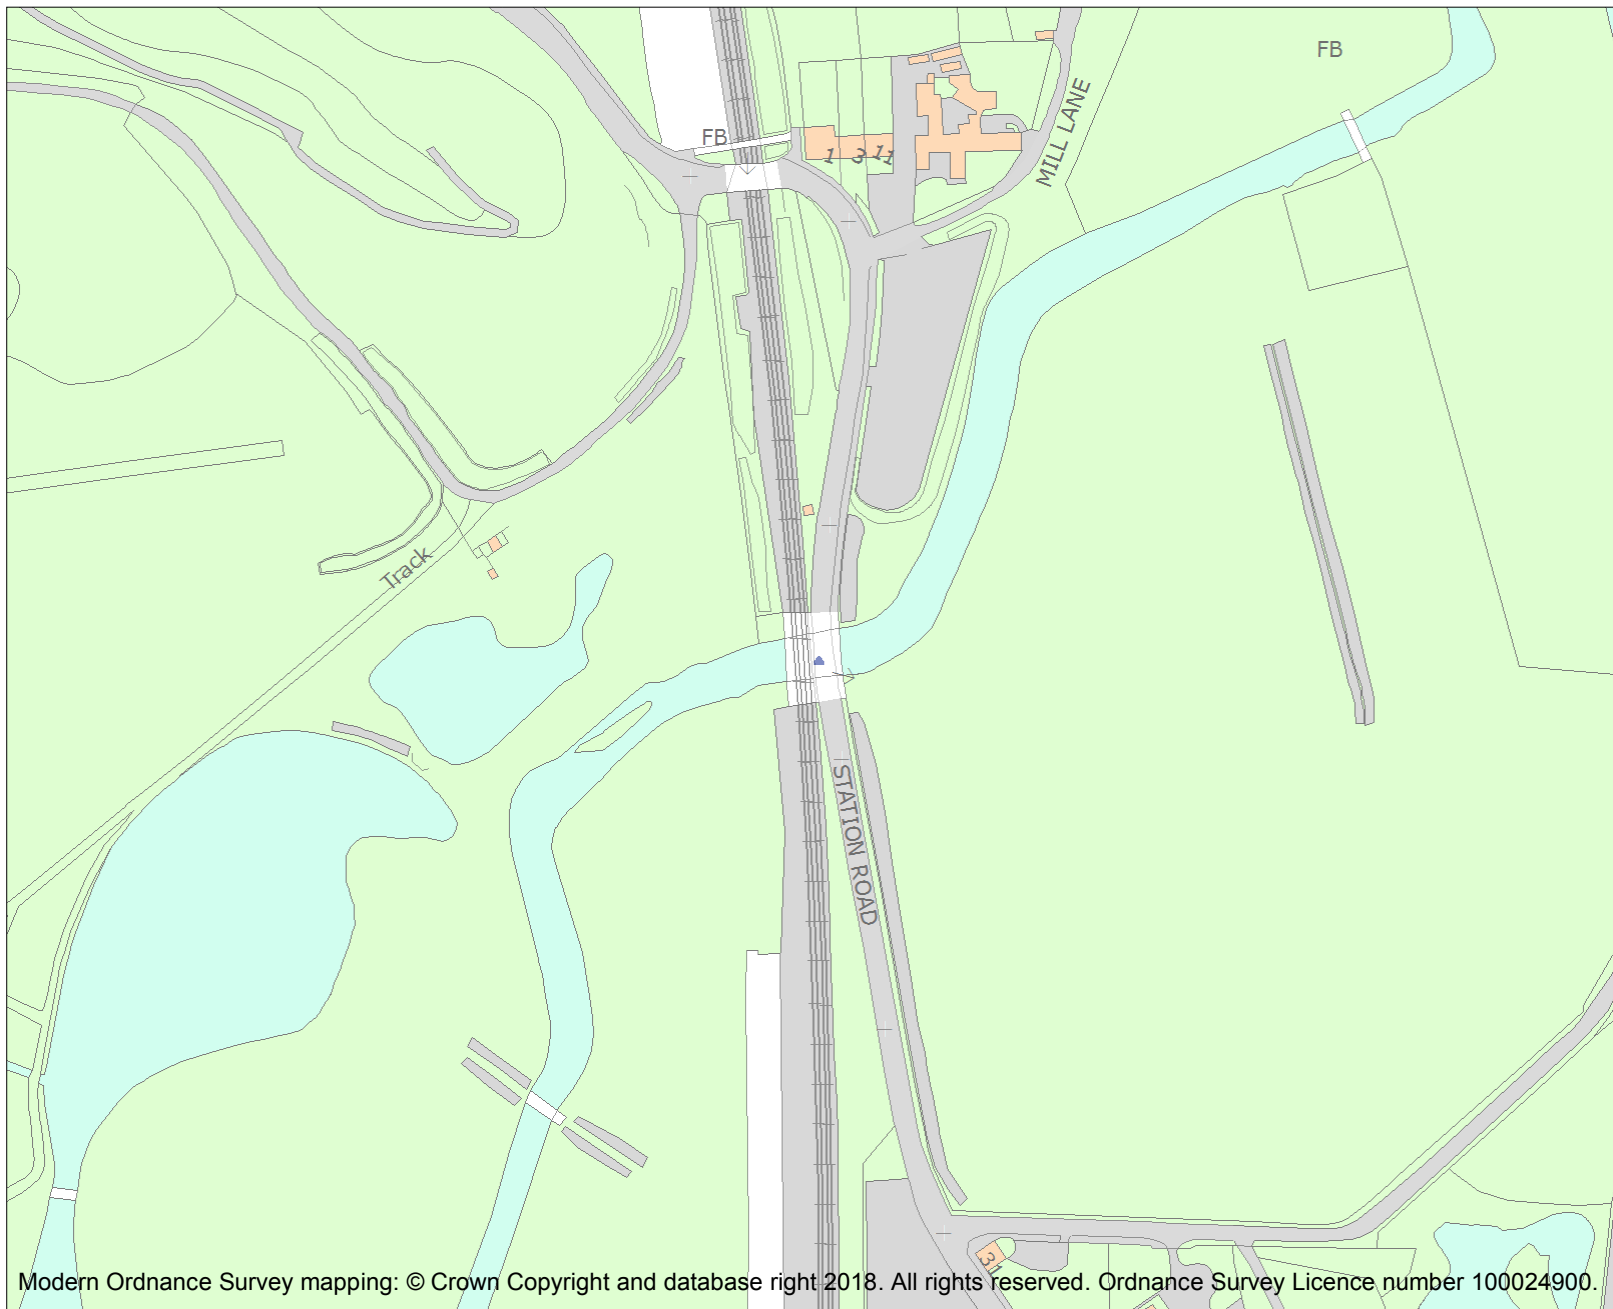 FB
FB
MILL LANE
1 3 11
Track
STATION ROAD
31
Modern Ordnance Survey mapping: © Crown Copyright and database right 2018. All rights reserved. Ordnance Survey Licence number 100024900.